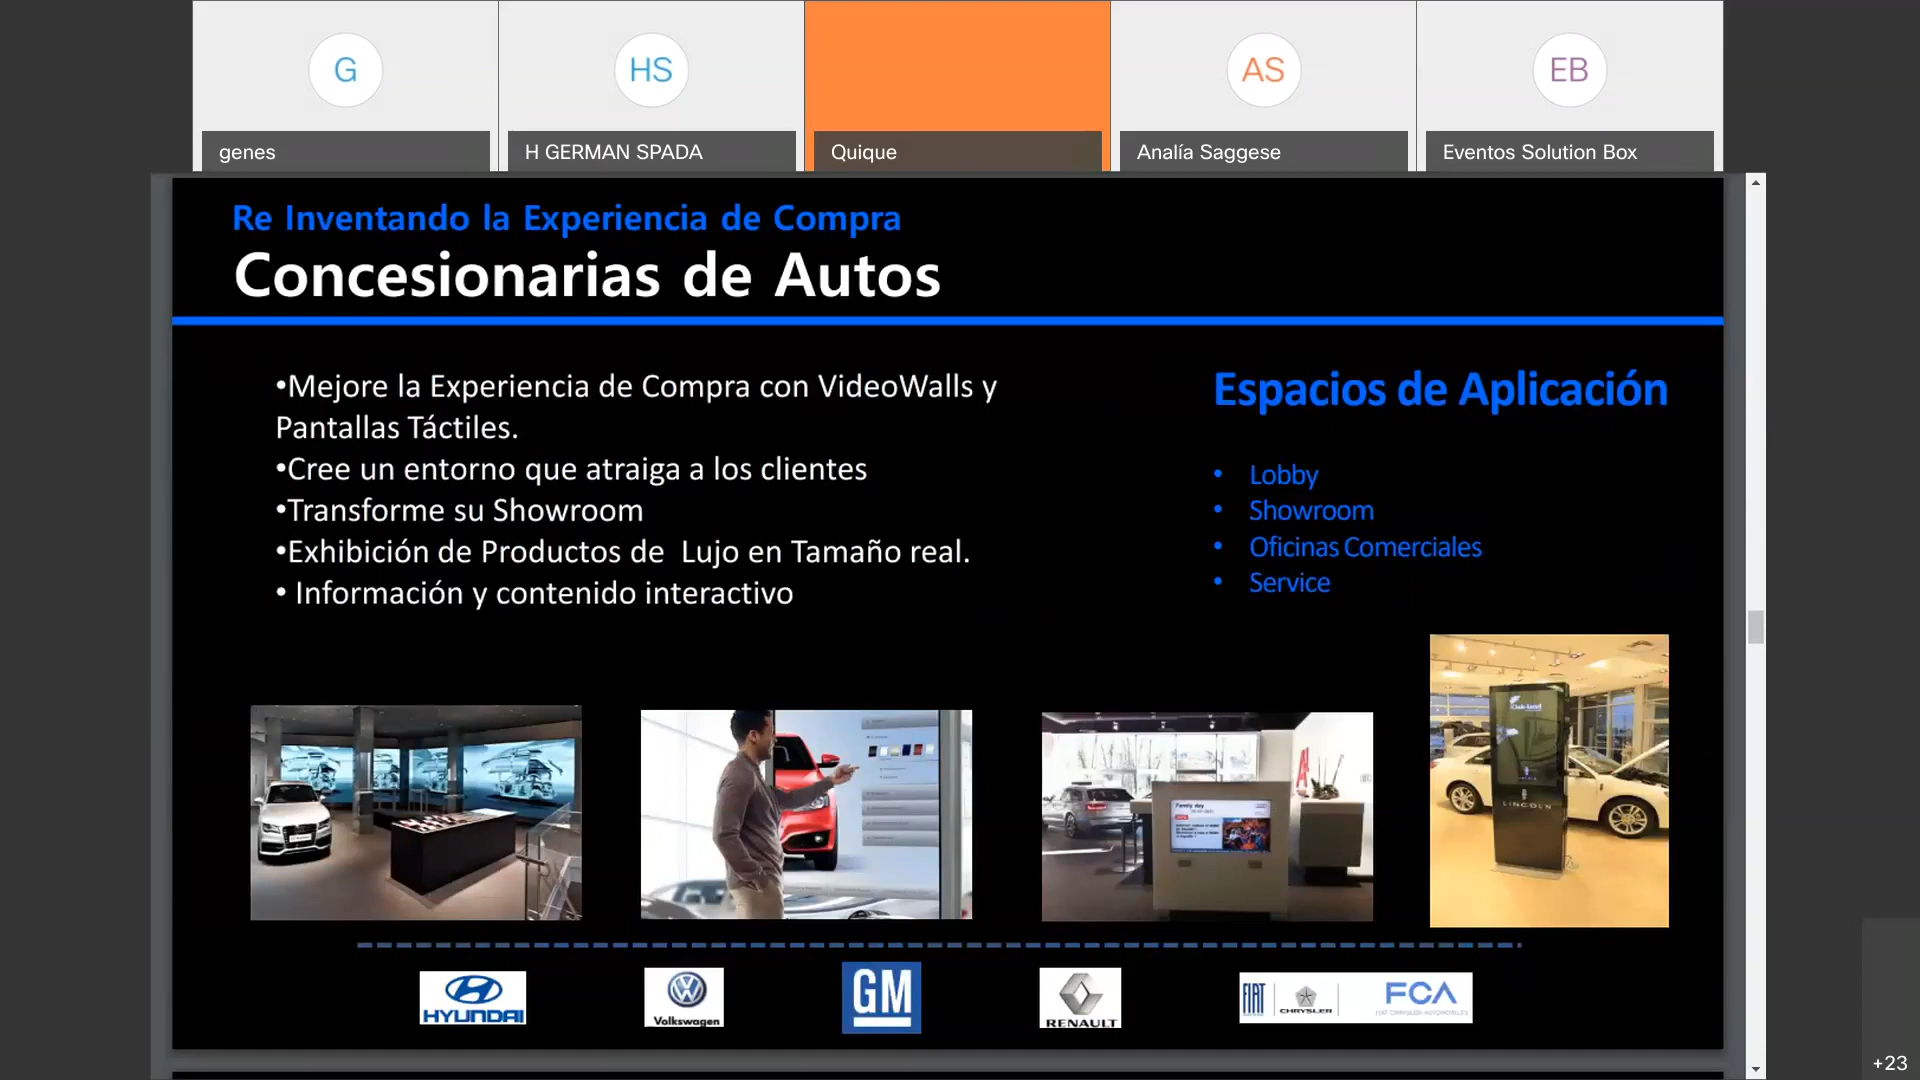 G
HS
AS
EB
genes
H GERMAN SPADA
Quique
Analía Saggese
Eventos Solution Box
Re Inventando la Experiencia de Compra
Concesionarias de Autos
•Mejore la Experiencia de Compra con VideoWalls y
Pantallas Táctiles.
•Cree un entorno que atraiga a los clientes
•Transforme su Showroom
•Exhibición de Productos de  Lujo en Tamaño real.
• Información y contenido interactivo
Espacios de Aplicación
• Lobby
• Showroom
• Oficinas Comerciales
• Service
Family day
LINCOLN
HYUNDAI
Volkswagen
GM
RENAULT
FIAT
CHRYSLER
FCA
FIAT CHRYSLER AUTOMOBILES
+23